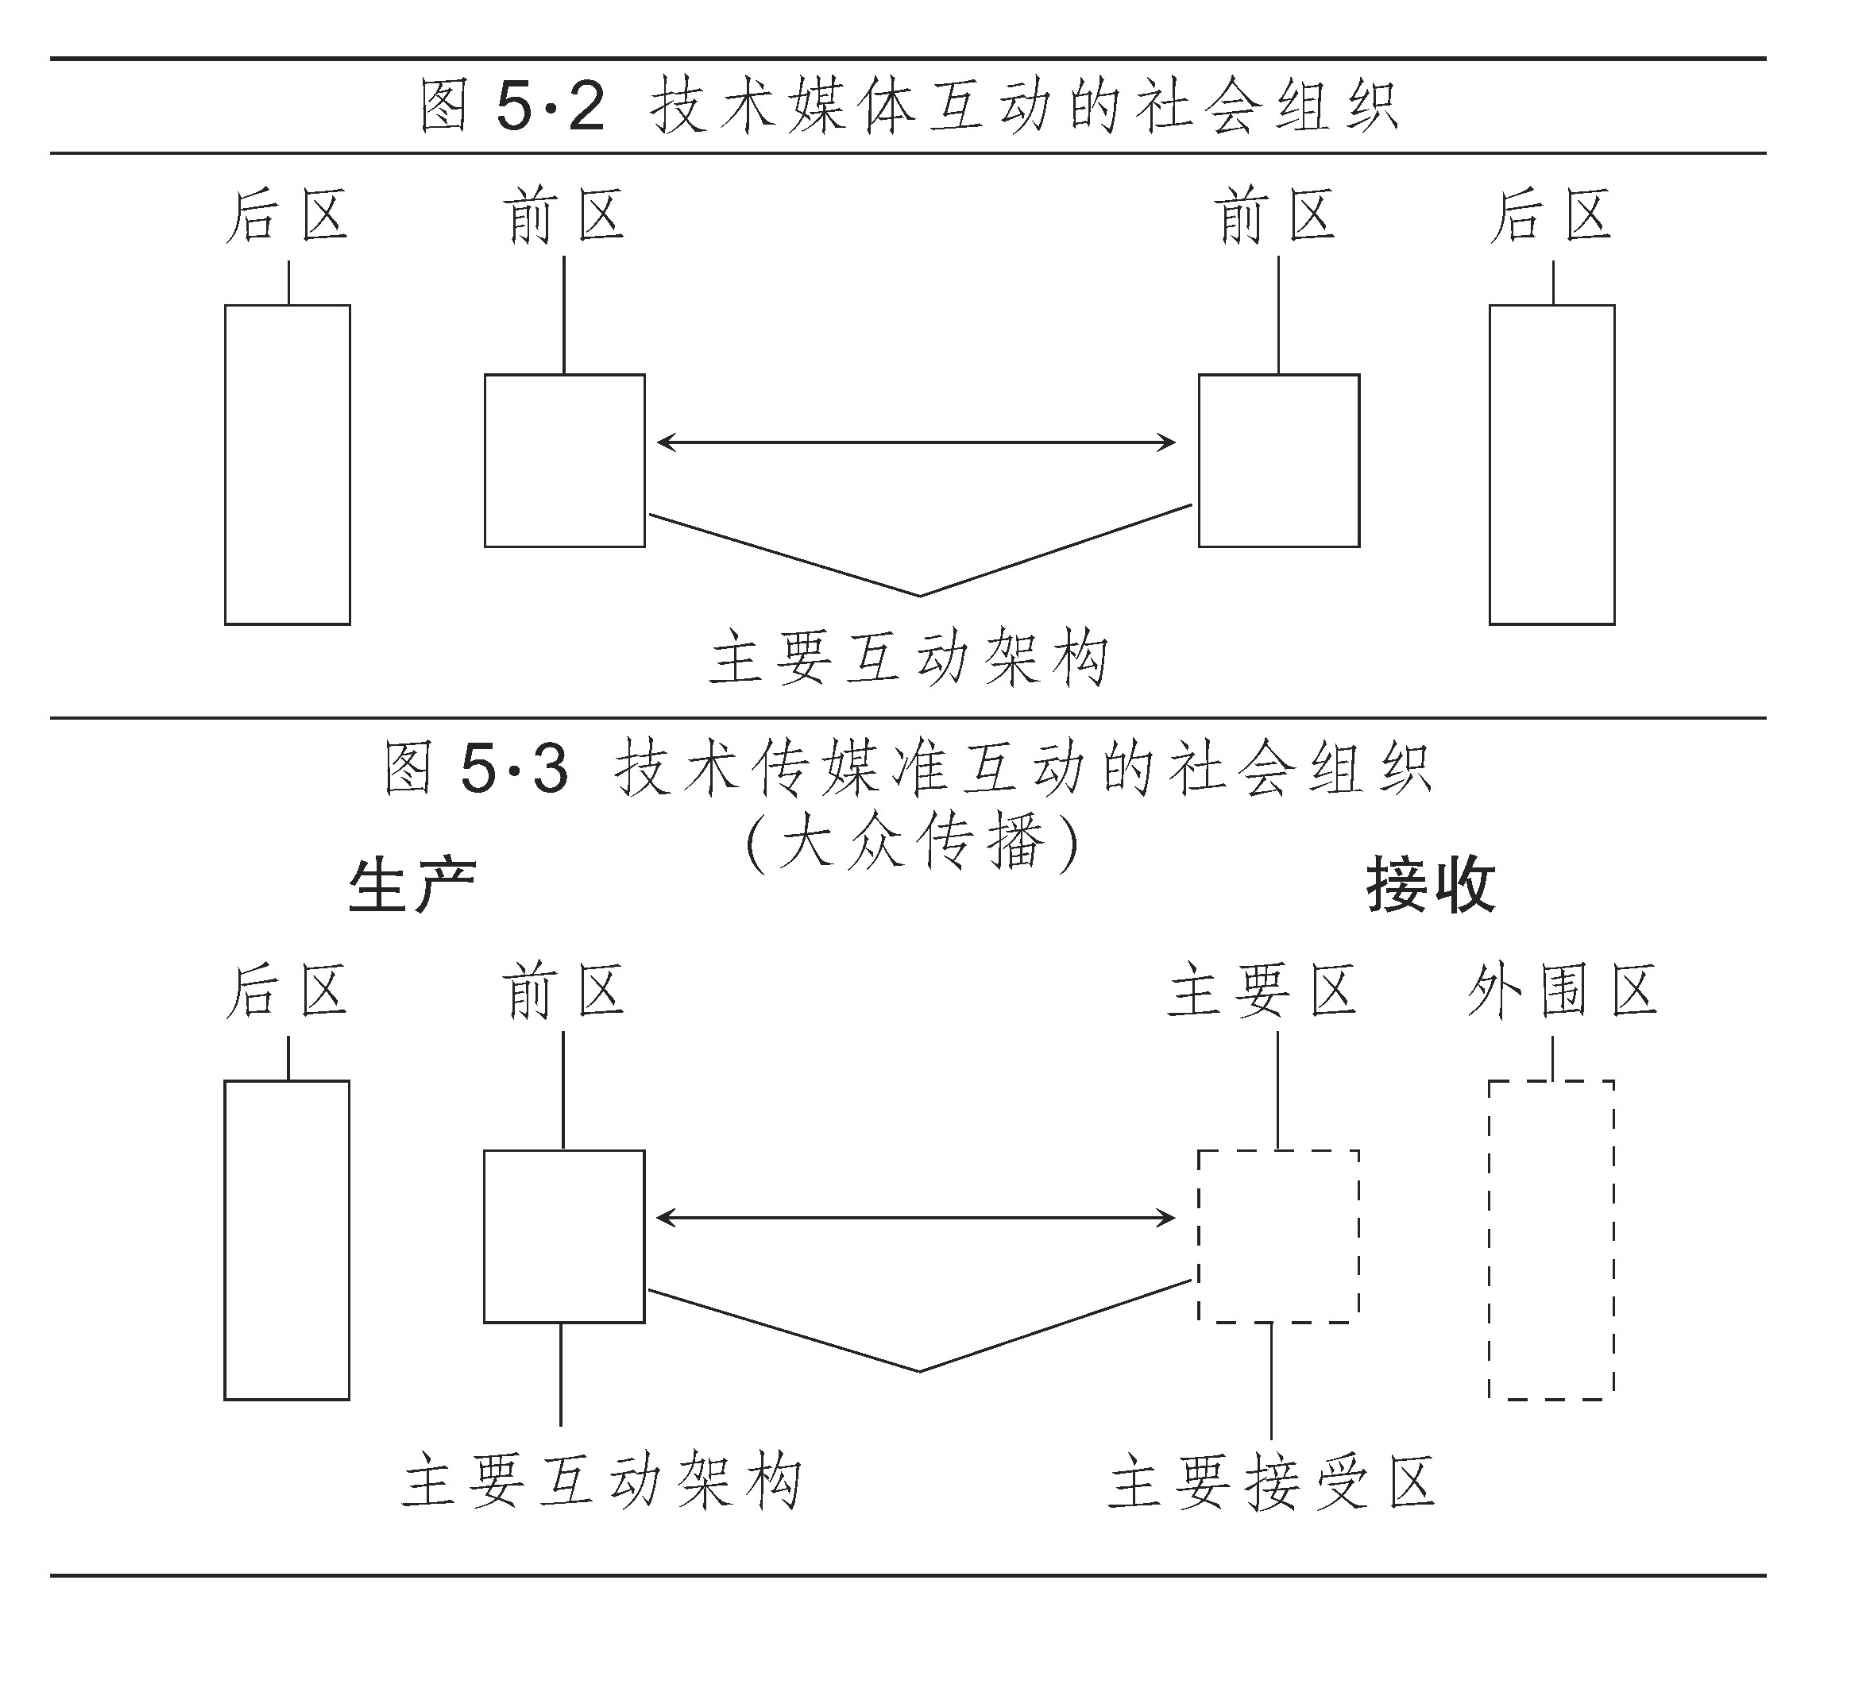 图 5·2 技术媒体互动的社会组织
后区 前区 前区 后区
主要互动架构
图 5·3 技术传媒准互动的社会组织
(大众传播)
生产 接收
后区 前区 主要区 外围区
主要互动架构 主要接受区